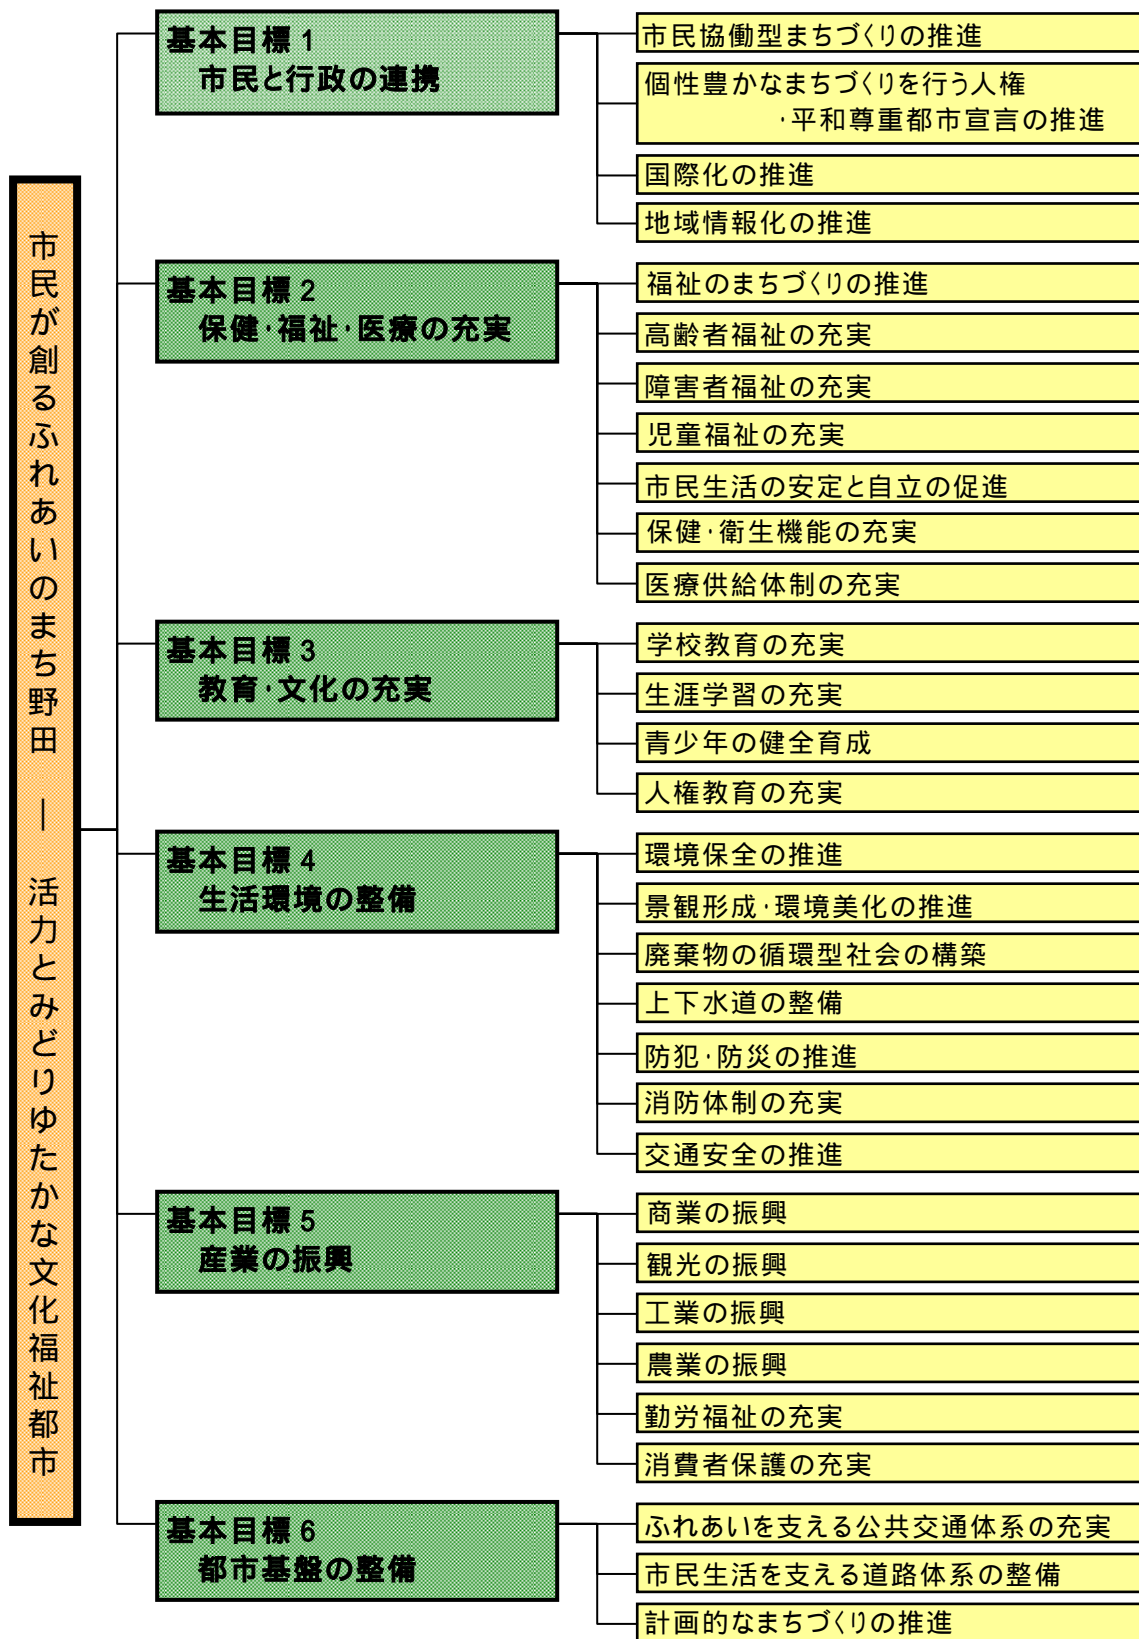 市民が創るふれあいのまち野田 ― 活力とみどりゆたかな文化福祉都市
基本目標1
市民と行政の連携
市民協働型まちづくりの推進
個性豊かなまちづくりを行う人権
・平和尊重都市宣言の推進
国際化の推進
地域情報化の推進
基本目標2
保健・福祉・医療の充実
福祉のまちづくりの推進
高齢者福祉の充実
障害者福祉の充実
児童福祉の充実
市民生活の安定と自立の促進
保健・衛生機能の充実
医療供給体制の充実
基本目標3
教育・文化の充実
学校教育の充実
生涯学習の充実
青少年の健全育成
人権教育の充実
基本目標4
生活環境の整備
環境保全の推進
景観形成・環境美化の推進
廃棄物の循環型社会の構築
上下水道の整備
防犯・防災の推進
消防体制の充実
交通安全の推進
基本目標5
産業の振興
商業の振興
観光の振興
工業の振興
農業の振興
勤労福祉の充実
消費者保護の充実
基本目標6
都市基盤の整備
ふれあいを支える公共交通体系の充実
市民生活を支える道路体系の整備
計画的なまちづくりの推進